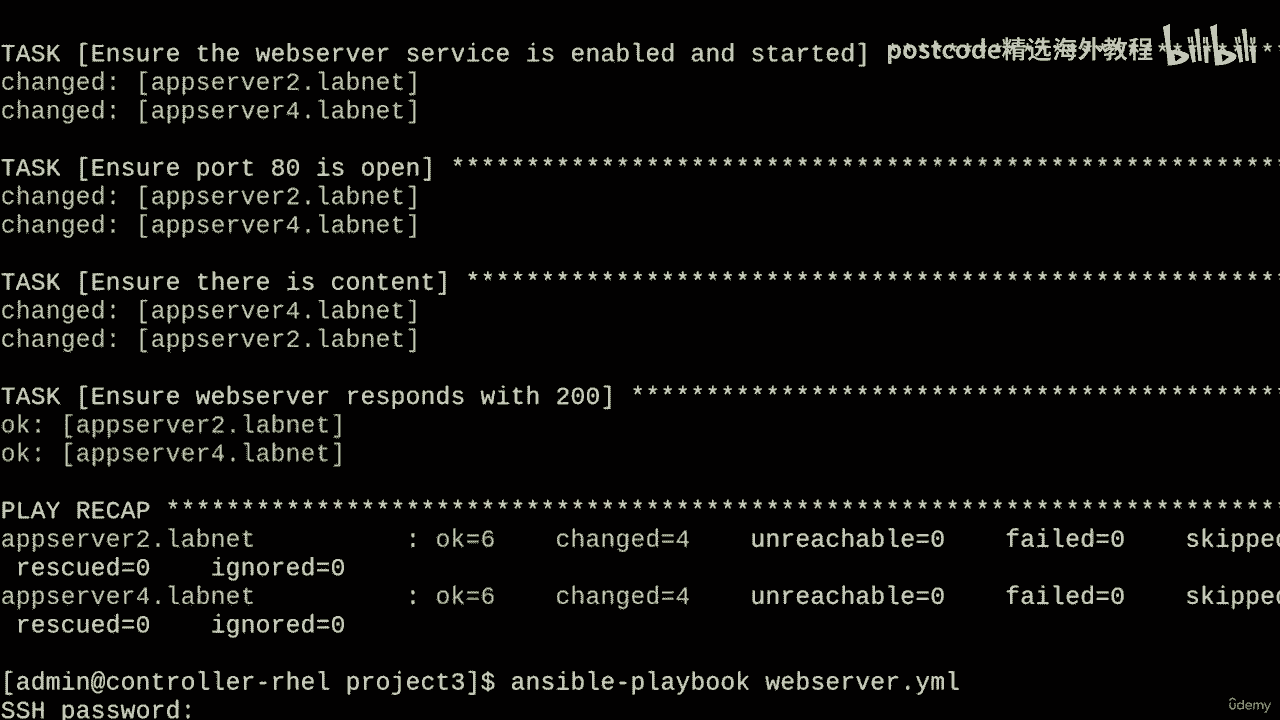 TASK [Ensure the webserver service is enabled and started] ***
postcode精选海外教程 bilibili
changed: [appserver2.labnet]
changed: [appserver4.labnet]
TASK [Ensure port 80 is open] *******************************************************
changed: [appserver2.labnet]
changed: [appserver4.labnet]
TASK [Ensure there is content] ******************************************************
changed: [appserver4.labnet]
changed: [appserver2.labnet]
TASK [Ensure webserver responds with 200] *******************************************
ok: [appserver2.labnet]
ok: [appserver4.labnet]
PLAY RECAP **************************************************************************
appserver2.labnet          : ok=6    changed=4    unreachable=0    failed=0    skipped
rescued=0    ignored=0
appserver4.labnet          : ok=6    changed=4    unreachable=0    failed=0    skipped
rescued=0    ignored=0
[admin@controller-rhel project3]$ ansible-playbook webserver.yml
SSH password:
ûdemy